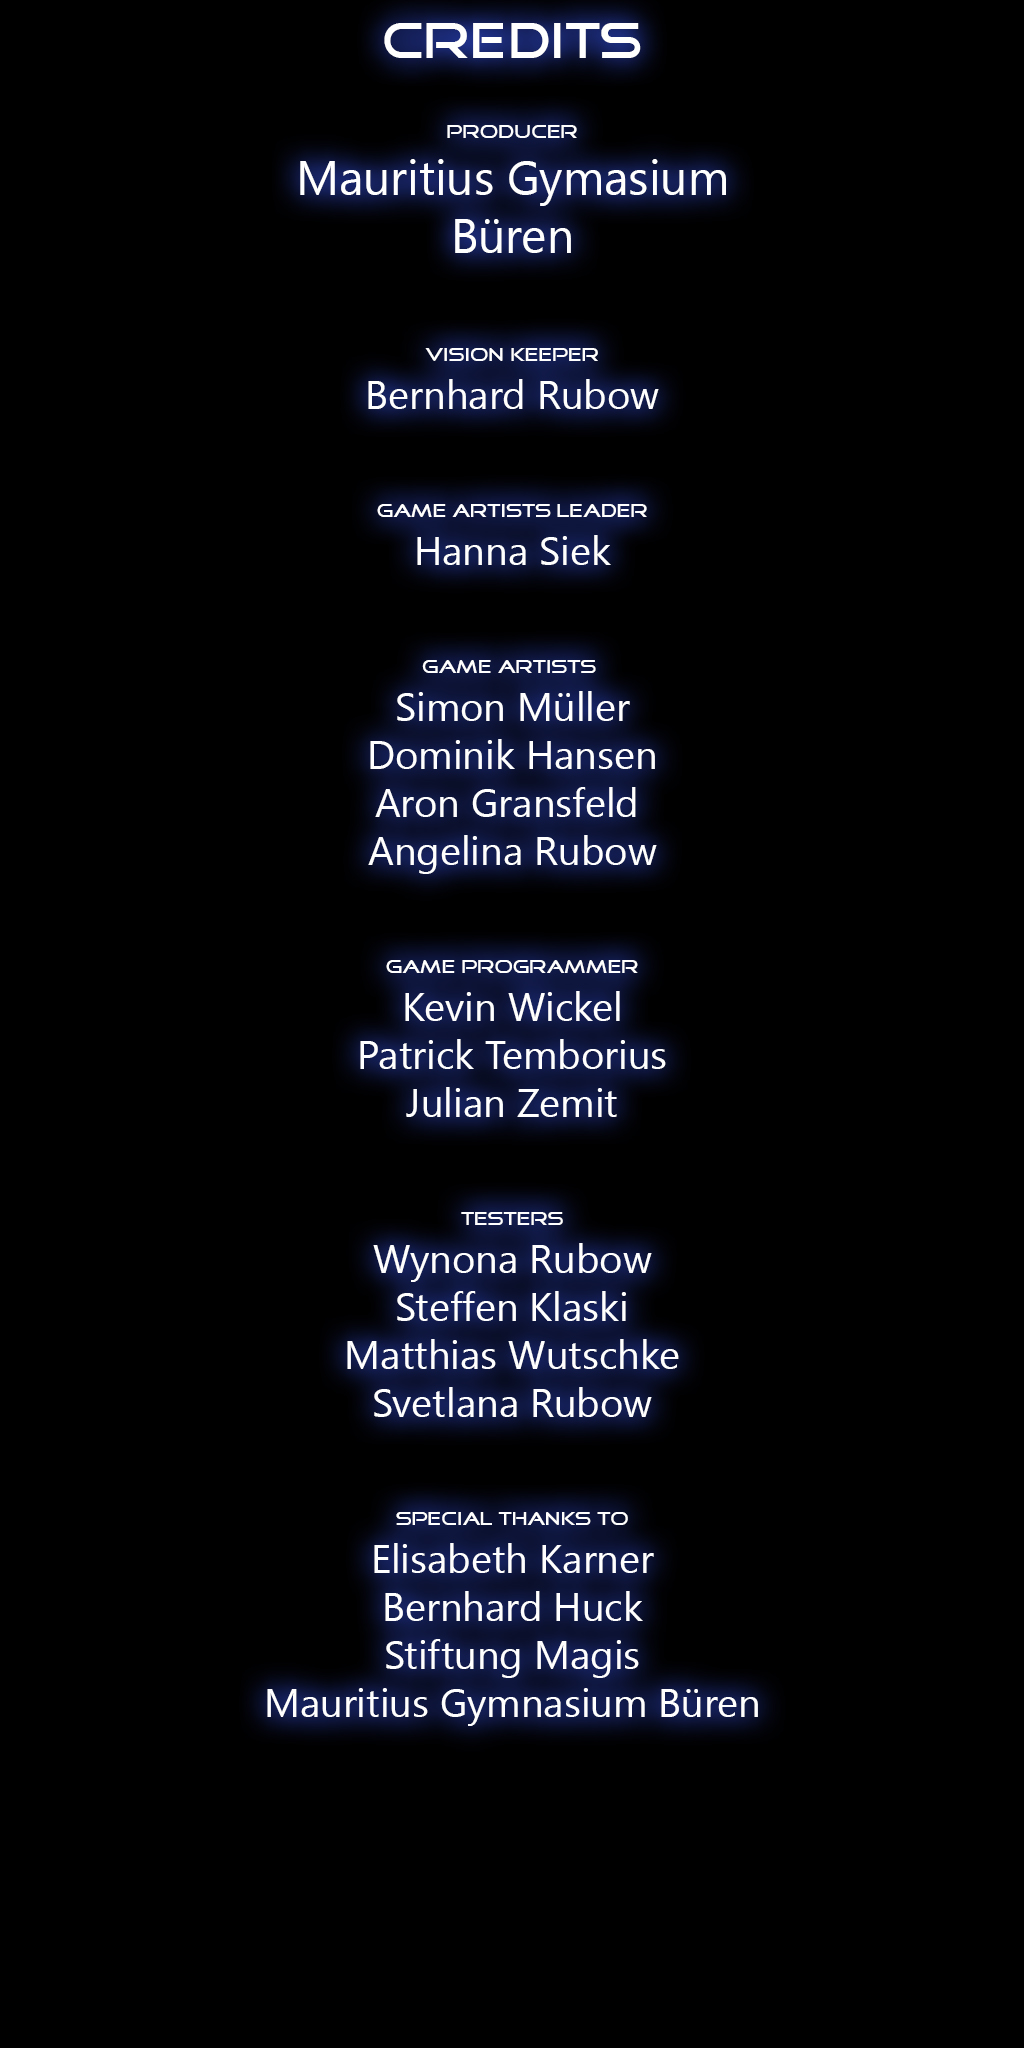 CREDITS
PRODUCER
Mauritius Gymasium
Büren
VISION KEEPER
Bernhard Rubow
GAME ARTISTS LEADER
Hanna Siek
GAME ARTISTS
Simon Müller
Dominik Hansen
Aron Gransfeld
Angelina Rubow
GAME PROGRAMMER
Kevin Wickel
Patrick Temborius
Julian Zemit
TESTERS
Wynona Rubow
Steffen Klaski
Matthias Wutschke
Svetlana Rubow
SPECIAL THANKS TO
Elisabeth Karner
Bernhard Huck
Stiftung Magis
Mauritius Gymnasium Büren